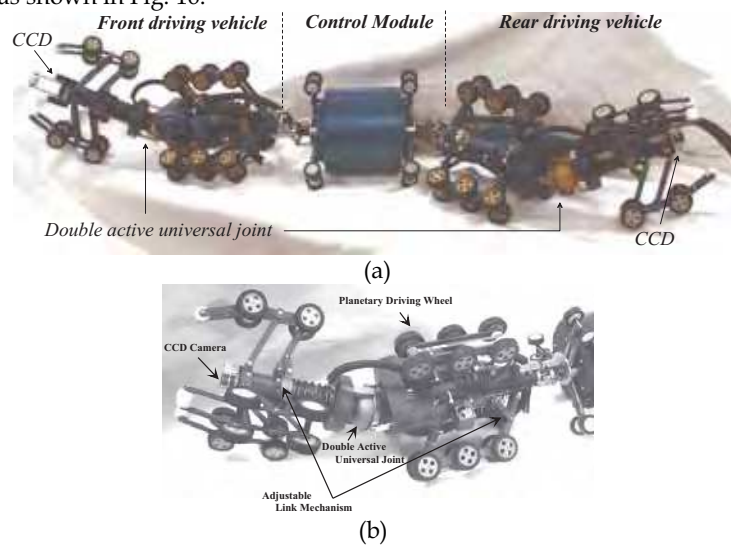 as shown in Fig. 16.
Front driving vehicle
Control Module
Rear driving vehicle
CCD
Double active universal joint
CCD
(a)
Planetary Driving Wheel
CCD Camera
Double Active
Universal Joint
Adjustable
Link Mechanism
(b)